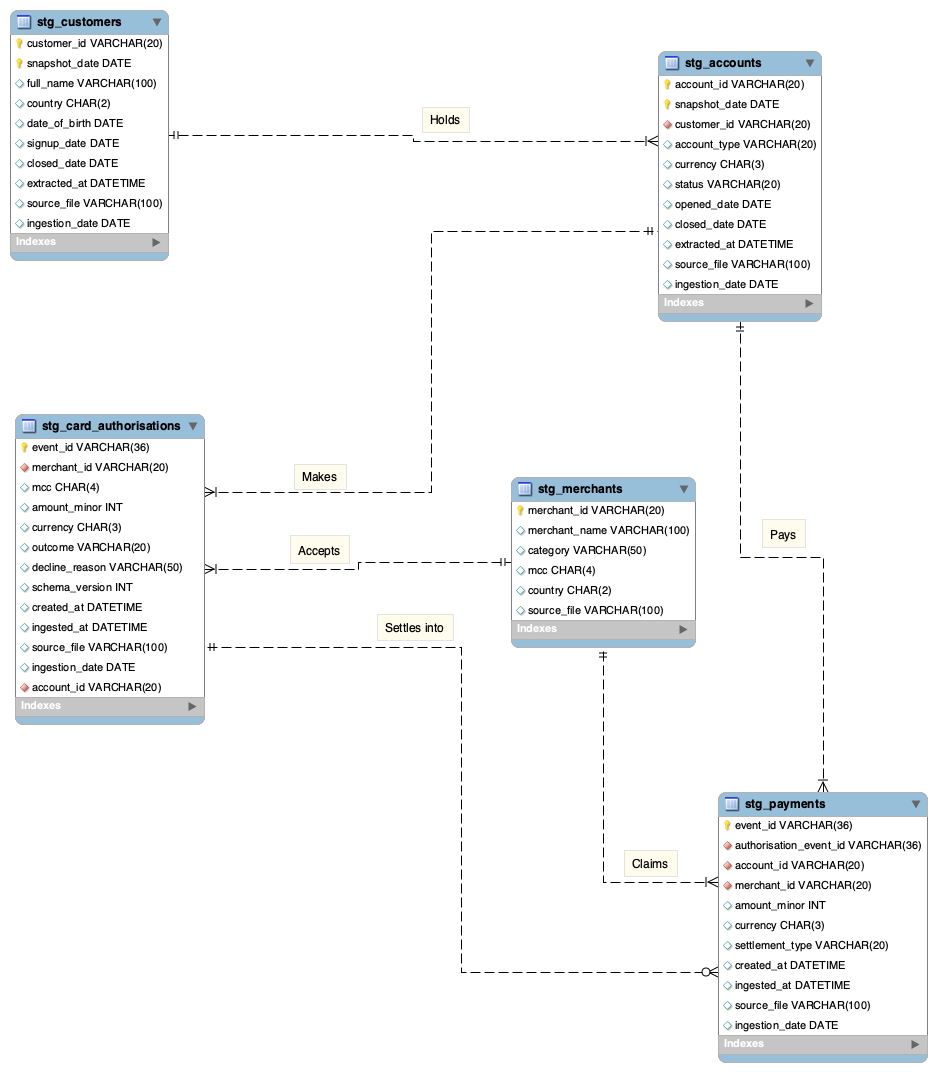 stg_customers
customer_id VARCHAR(20)
snapshot_date DATE
full_name VARCHAR(100)
country CHAR(2)
date_of_birth DATE
signup_date DATE
closed_date DATE
extracted_at DATETIME
source_file VARCHAR(100)
ingestion_date DATE
Indexes
Holds
stg_accounts
account_id VARCHAR(20)
snapshot_date DATE
customer_id VARCHAR(20)
account_type VARCHAR(20)
currency CHAR(3)
status VARCHAR(20)
opened_date DATE
closed_date DATE
extracted_at DATETIME
source_file VARCHAR(100)
ingestion_date DATE
Indexes
stg_card_authorisations
event_id VARCHAR(36)
merchant_id VARCHAR(20)
mcc CHAR(4)
amount_minor INT
currency CHAR(3)
outcome VARCHAR(20)
decline_reason VARCHAR(50)
schema_version INT
created_at DATETIME
ingested_at DATETIME
source_file VARCHAR(100)
ingestion_date DATE
account_id VARCHAR(20)
Indexes
Makes
Accepts
Settles into
stg_merchants
merchant_id VARCHAR(20)
merchant_name VARCHAR(100)
category VARCHAR(50)
mcc CHAR(4)
country CHAR(2)
source_file VARCHAR(100)
Indexes
Pays
Claims
stg_payments
event_id VARCHAR(36)
authorisation_event_id VARCHAR(36)
account_id VARCHAR(20)
merchant_id VARCHAR(20)
amount_minor INT
currency CHAR(3)
settlement_type VARCHAR(20)
created_at DATETIME
ingested_at DATETIME
source_file VARCHAR(100)
ingestion_date DATE
Indexes